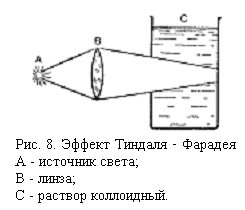 A
B
C
Рис. 8. Эффект Тиндаля - Фарадея
А - источник света;
В - линза;
С - раствор коллоидный.